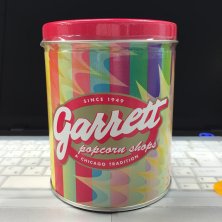 SINCE 1949
Garrett
popcorn shops
A CHICAGO TRADITION